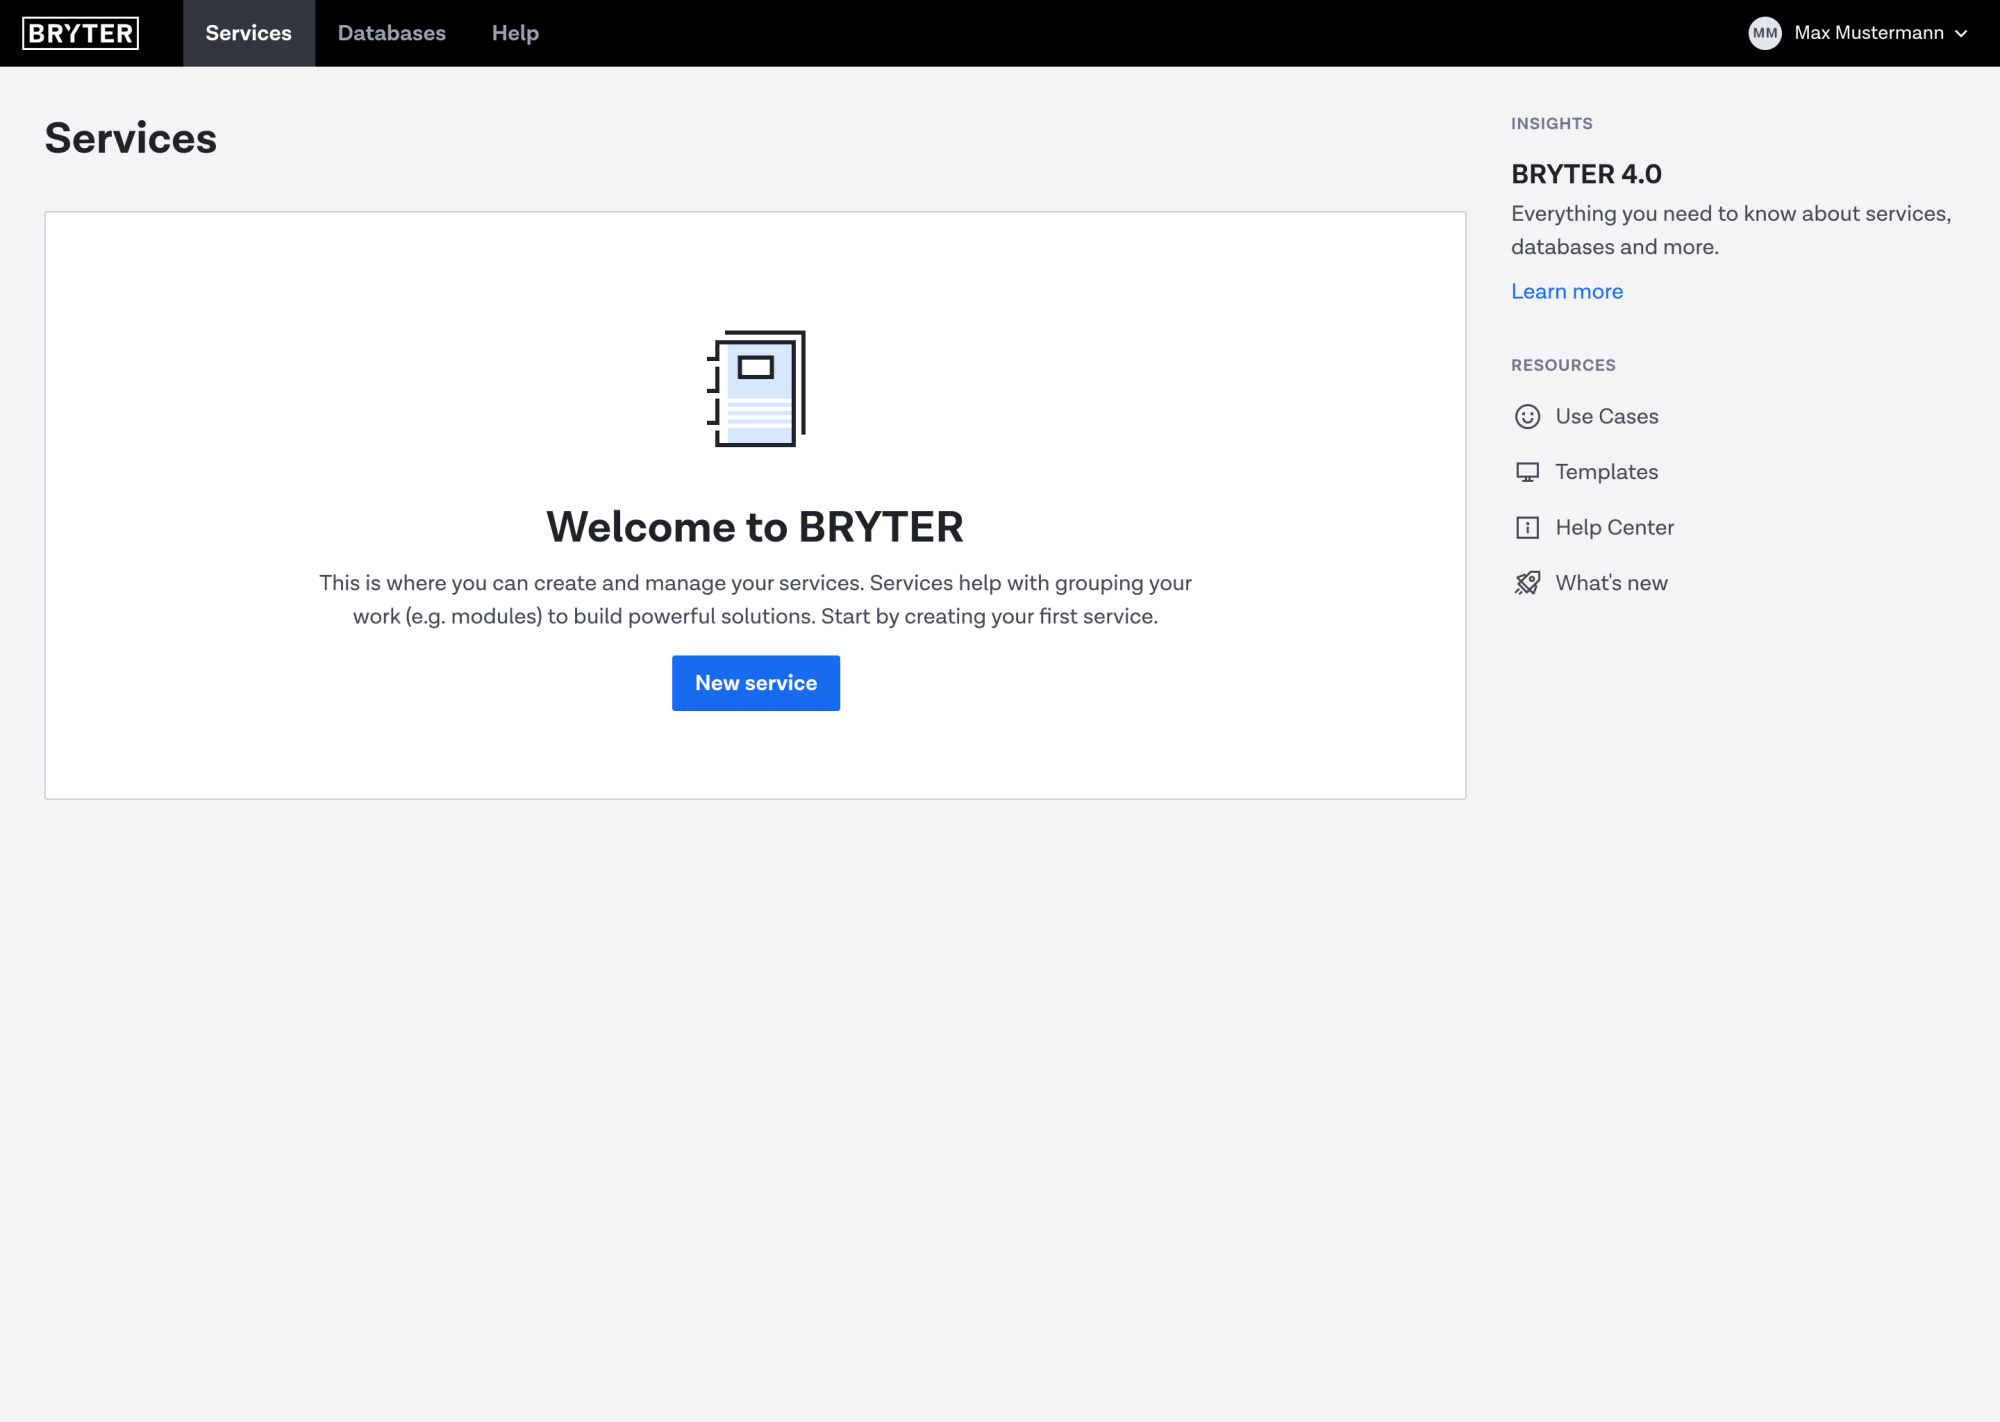 BRYTER
Services
Databases
Help
MM
Max Mustermann
Services
Welcome to BRYTER
This is where you can create and manage your services. Services help with grouping your
work (e.g. modules) to build powerful solutions. Start by creating your first service.
New service
INSIGHTS
BRYTER 4.0
Everything you need to know about services,
databases and more.
Learn more
RESOURCES
Use Cases
Templates
Help Center
What's new